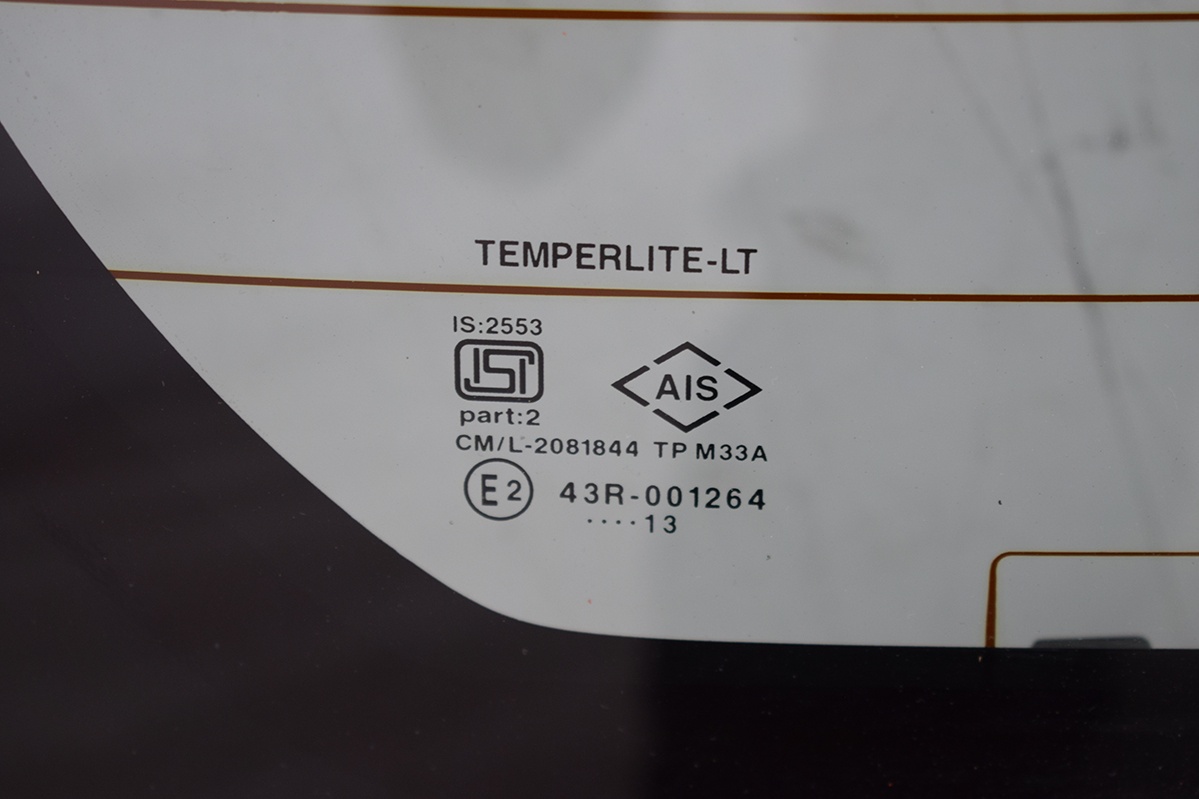 TEMPERLITE-LT
IS:2553
ISI
AIS
part:2
CM/L-2081844 TP M33A
E2 43R-001264
····13